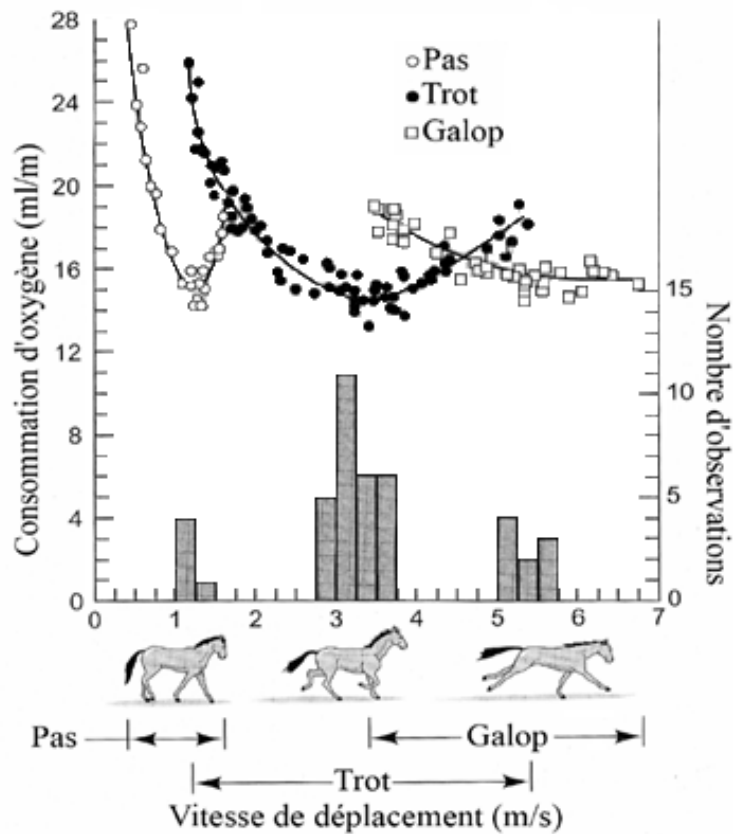 28
24
20
16
12
8
4
0
Consommation d'oxygène (ml/m)
Pas
Trot
Galop
15
10
5
0
Nombre d'observations
0 1 2 3 4 5 6 7
Pas
Galop
Trot
Vitesse de déplacement (m/s)